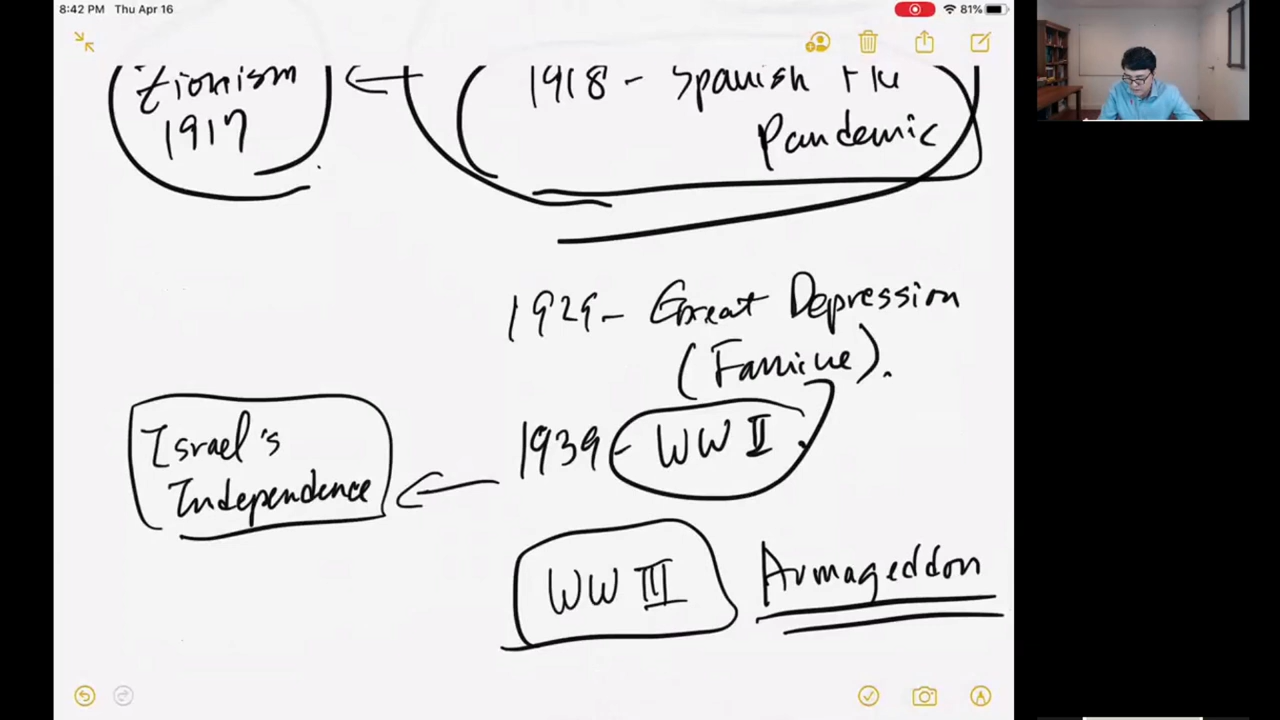 8:42 PM Thu Apr 16
81%
Zionism
1917
1918 - Spanish Flu
Pandemic
1929 - Great Depression
(Famine).
1939 - WW II
Israel's
Independence
WW III
Armageddon